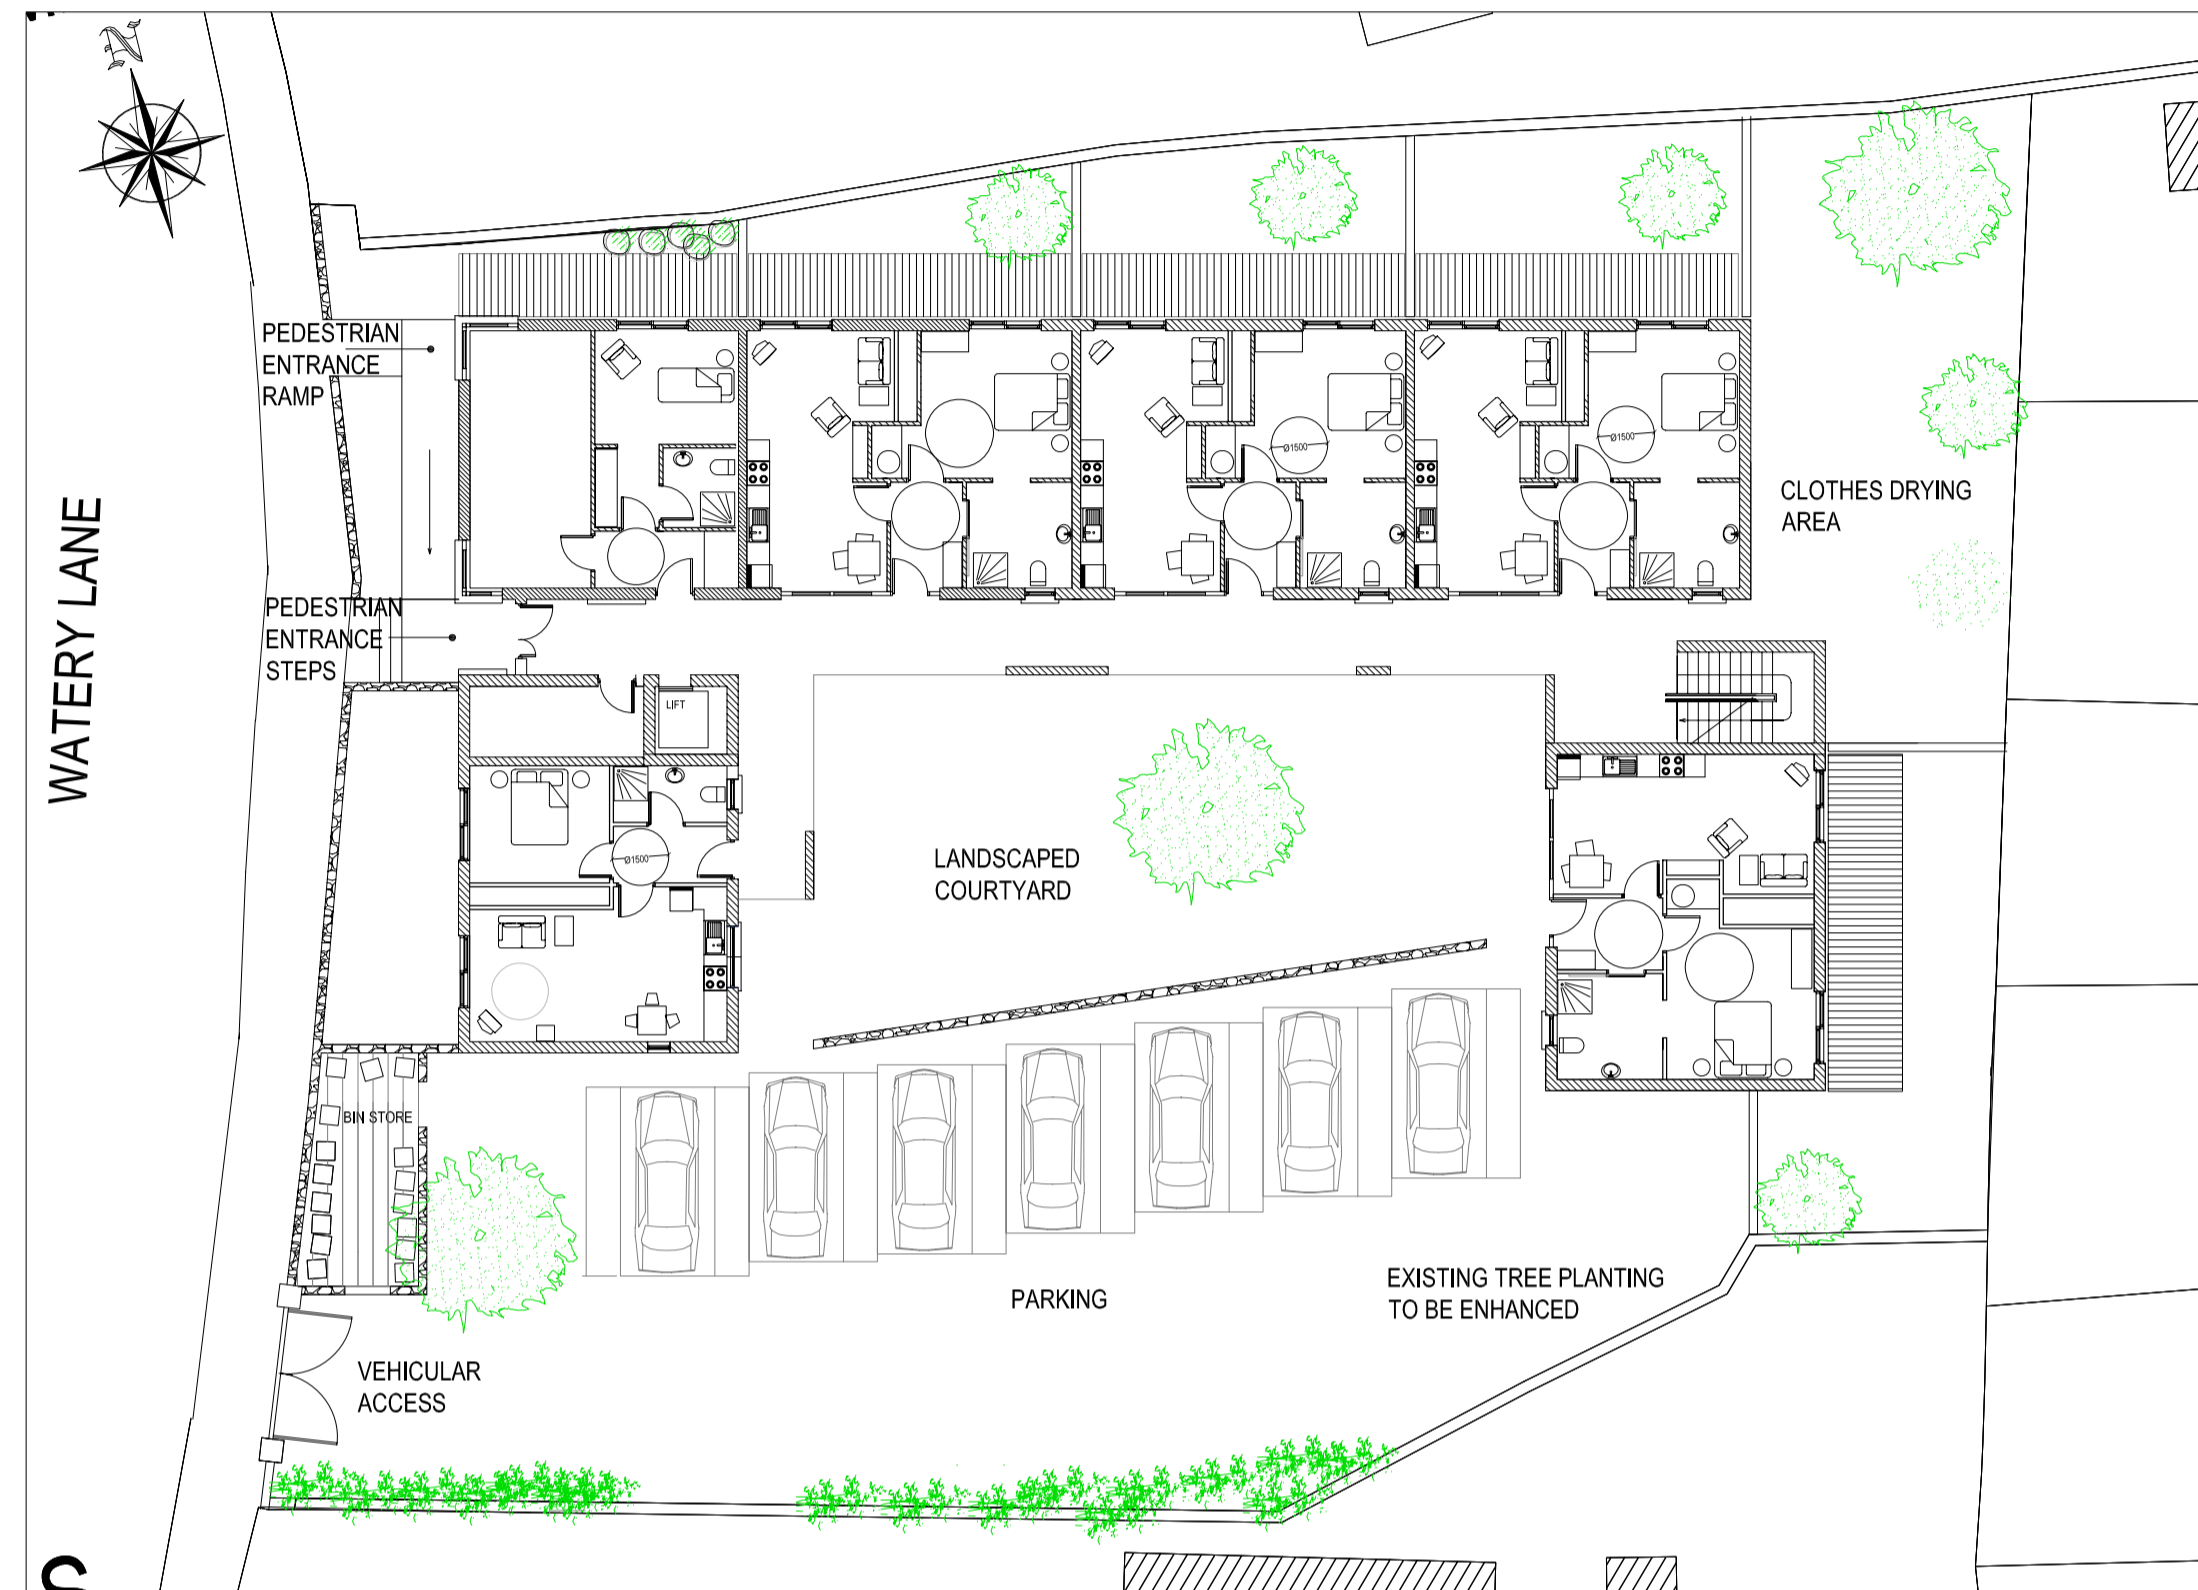 N
PEDESTRIAN
ENTRANCE
RAMP
Ø1500
Ø1500
CLOTHES DRYING
AREA
WATERY LANE
PEDESTRIAN
ENTRANCE
STEPS
LIFT
Ø1500
LANDSCAPED
COURTYARD
BIN STORE
PARKING
EXISTING TREE PLANTING
TO BE ENHANCED
VEHICULAR
ACCESS